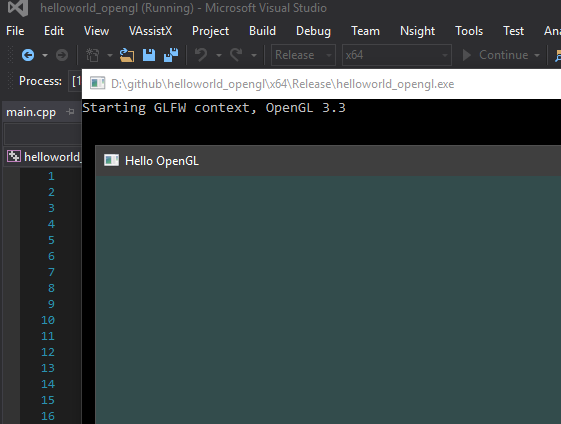 helloworld_opengl (Running) - Microsoft Visual Studio
File Edit View VAssistX Project Build Debug Team Nsight Tools Test
Release x64 Continue
Process:
D:\github\helloworld_opengl\x64\Release\helloworld_opengl.exe
main.cpp
Starting GLFW context, OpenGL 3.3
helloworld_
Hello OpenGL
1
2
3
4
5
6
7
8
9
10
11
12
13
14
15
16